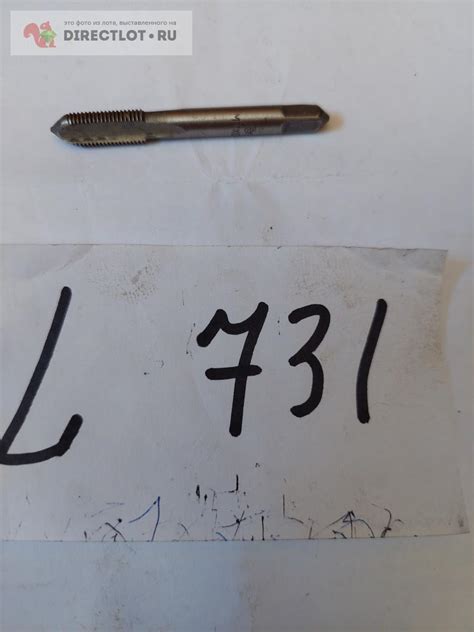 это фото из лота, выставленного на
DIRECTLOT.RU
L 731